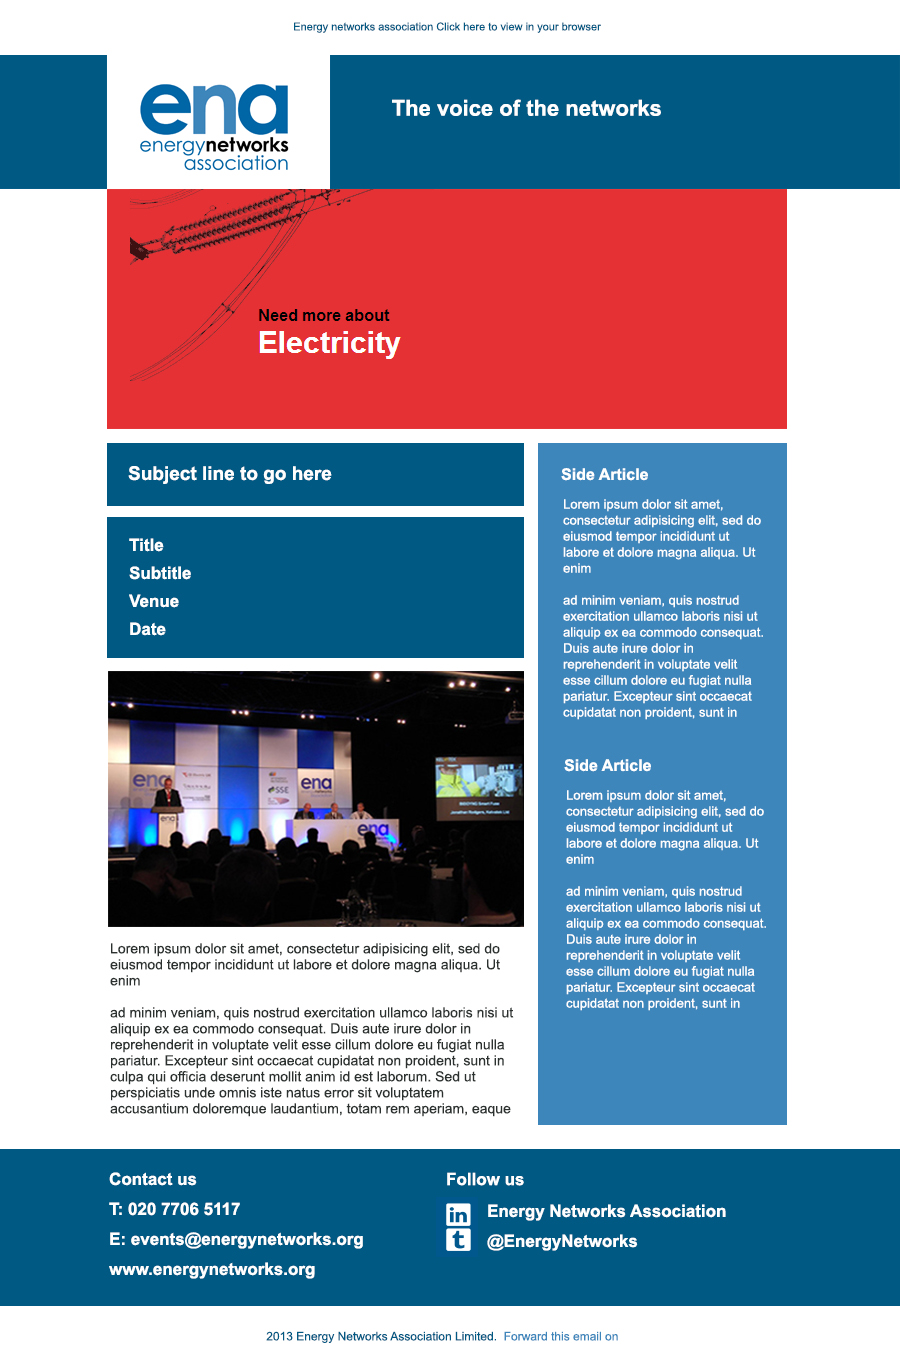 Energy networks association Click here to view in your browser
ena
energynetworks
association
The voice of the networks
Need more about
Electricity
Subject line to go here
Title
Subtitle
Venue
Date
ena
ena
SSE
ena
ena
Lorem ipsum dolor sit amet, consectetur adipisicing elit, sed do
eiusmod tempor incididunt ut labore et dolore magna aliqua. Ut
enim
ad minim veniam, quis nostrud exercitation ullamco laboris nisi ut
aliquip ex ea commodo consequat. Duis aute irure dolor in
reprehenderit in voluptate velit esse cillum dolore eu fugiat nulla
pariatur. Excepteur sint occaecat cupidatat non proident, sunt in
culpa qui officia deserunt mollit anim id est laborum. Sed ut
perspiciatis unde omnis iste natus error sit voluptatem
accusantium doloremque laudantium, totam rem aperiam, eaque
Side Article
Lorem ipsum dolor sit amet,
consectetur adipisicing elit, sed do
eiusmod tempor incididunt ut
labore et dolore magna aliqua. Ut
enim
ad minim veniam, quis nostrud
exercitation ullamco laboris nisi ut
aliquip ex ea commodo consequat.
Duis aute irure dolor in
reprehenderit in voluptate velit
esse cillum dolore eu fugiat nulla
pariatur. Excepteur sint occaecat
cupidatat non proident, sunt in
Side Article
Lorem ipsum dolor sit amet,
consectetur adipisicing elit, sed do
eiusmod tempor incididunt ut
labore et dolore magna aliqua. Ut
enim
ad minim veniam, quis nostrud
exercitation ullamco laboris nisi ut
aliquip ex ea commodo consequat.
Duis aute irure dolor in
reprehenderit in voluptate velit
esse cillum dolore eu fugiat nulla
pariatur. Excepteur sint occaecat
cupidatat non proident, sunt in
Contact us
T: 020 7706 5117
E: events@energynetworks.org
www.energynetworks.org
Follow us
in Energy Networks Association
t @EnergyNetworks
2013 Energy Networks Association Limited. Forward this email on